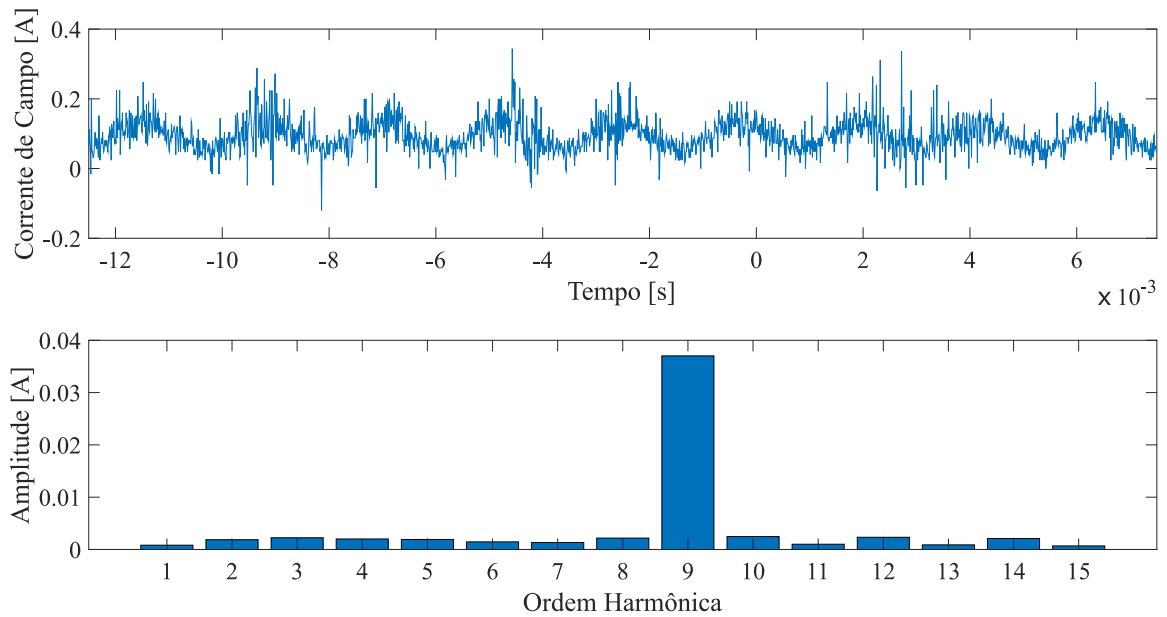 Corrente de Campo [A]
0.4
0.2
0
-0.2
-12 -10 -8 -6 -4 -2 0 2 4 6
Tempo [s]
× 10⁻³
Amplitude [A]
0.04
0.03
0.02
0.01
0
1 2 3 4 5 6 7 8 9 10 11 12 13 14 15
Ordem Harmônica